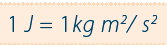 1 J = 1kg m²/ s²